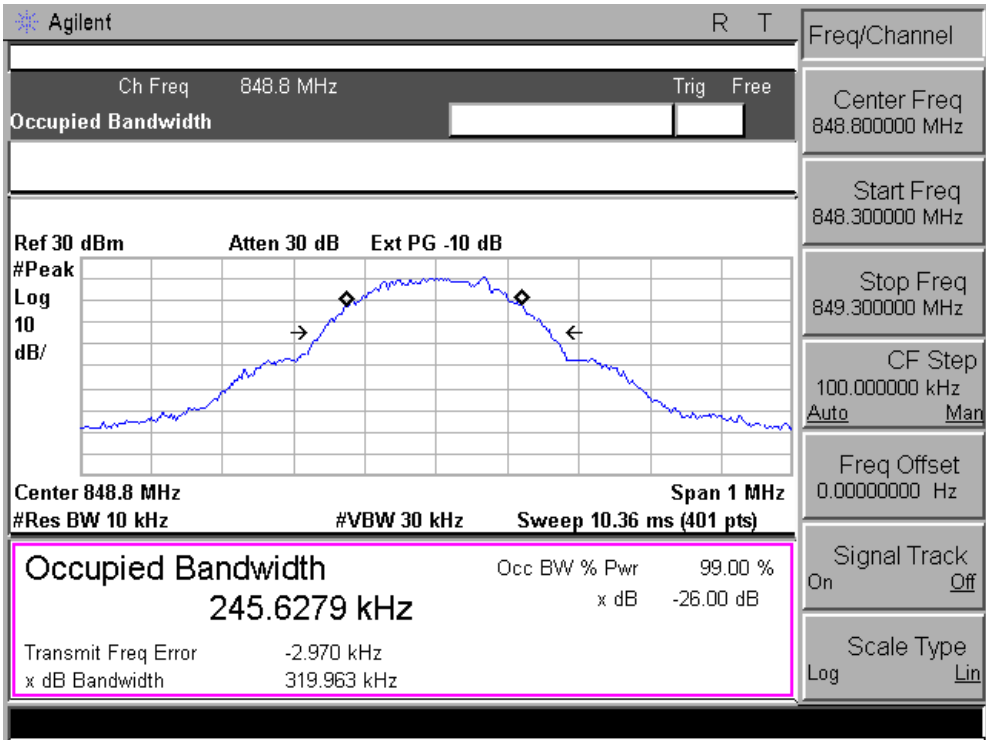 Agilent R T
Ch Freq 848.8 MHz Trig Free
Occupied Bandwidth
Ref 30 dBm Atten 30 dB Ext PG -10 dB
#Peak
Log
10
dB/
Center 848.8 MHz Span 1 MHz
#Res BW 10 kHz #VBW 30 kHz Sweep 10.36 ms (401 pts)
Occupied Bandwidth Occ BW % Pwr 99.00 %
245.6279 kHz x dB -26.00 dB
Transmit Freq Error -2.970 kHz
x dB Bandwidth 319.963 kHz
Freq/Channel
Center Freq
848.800000 MHz
Start Freq
848.300000 MHz
Stop Freq
849.300000 MHz
CF Step
100.000000 kHz
Auto Man
Freq Offset
0.00000000 Hz
Signal Track
On Off
Scale Type
Log Lin